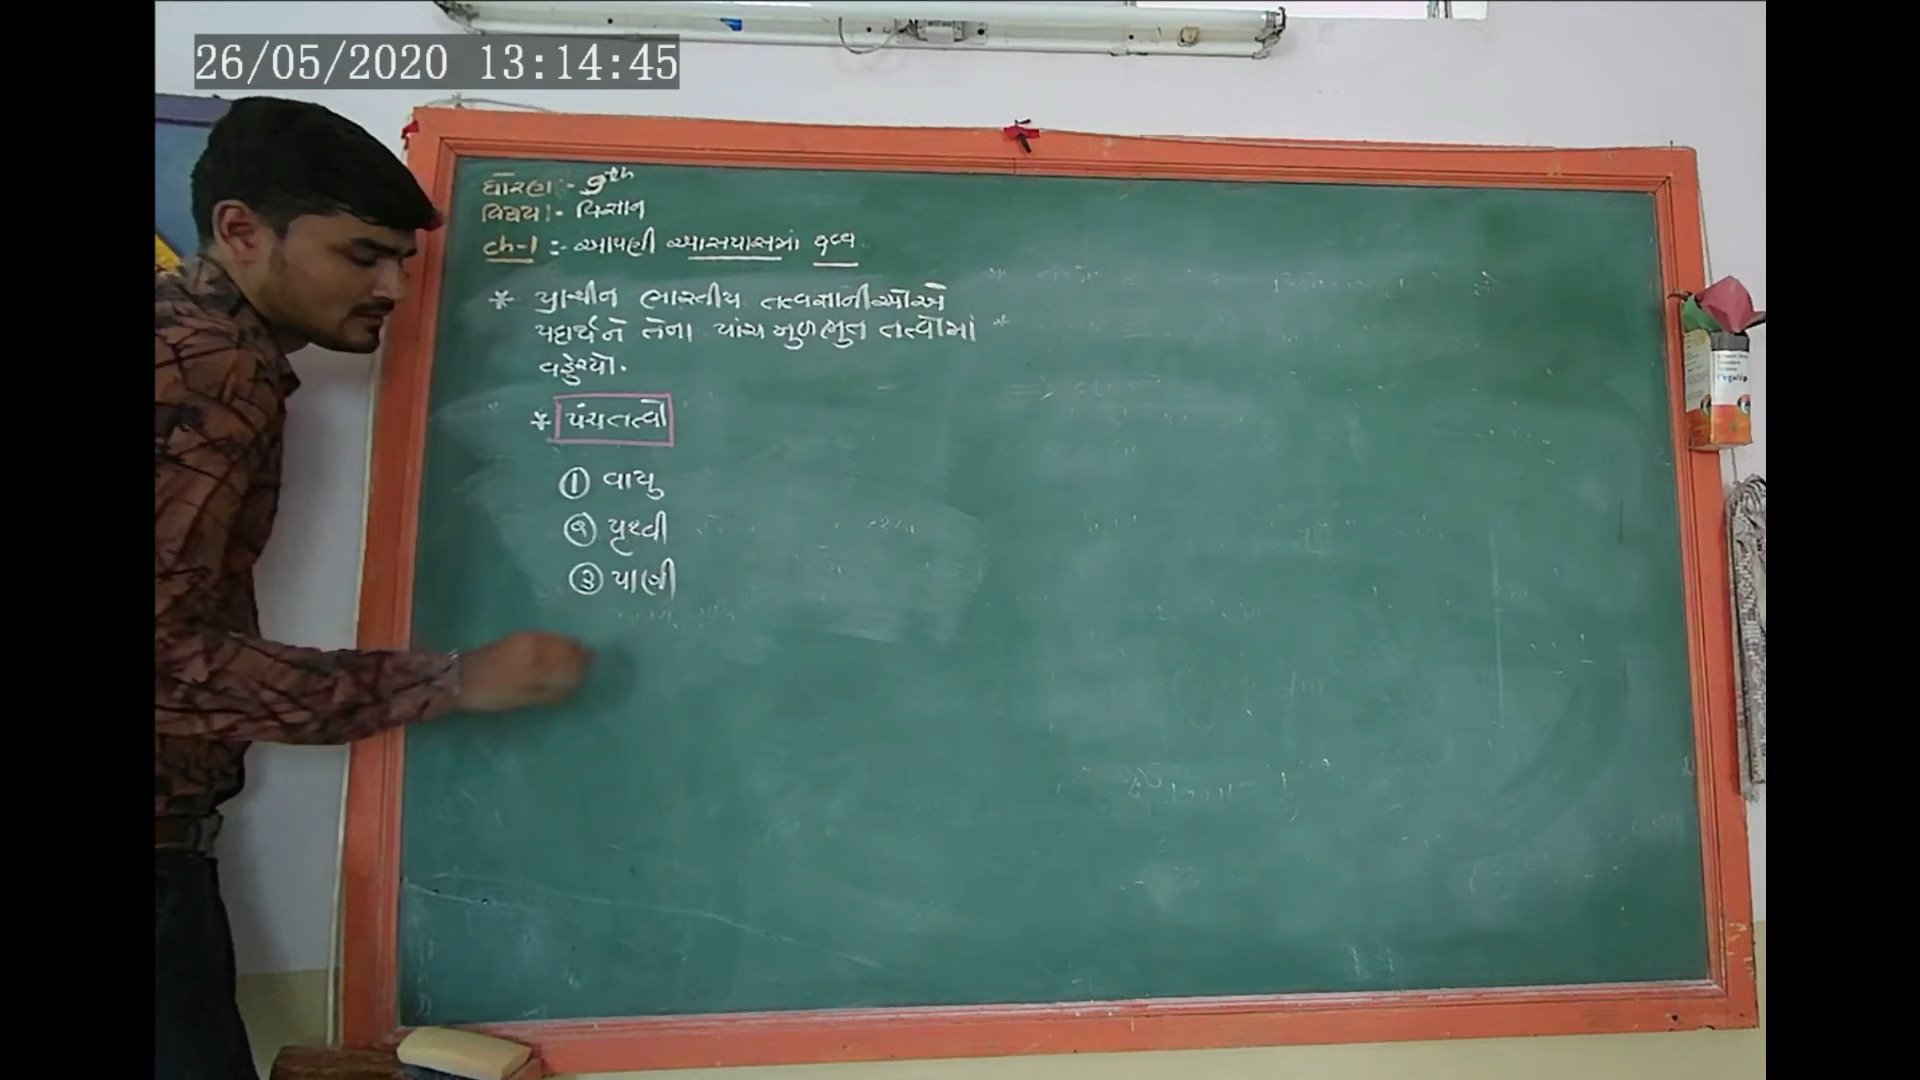 26/05/2020 13:14:45
ધોરણ :- 9th
વિષય :- વિજ્ઞાન
ch-1 :- આપણી આસપાસમાં દ્રવ્ય
* પ્રાચીન ભારતીય તત્વજ્ઞાનીઓએ
પદાર્થને તેના પાંચ મુળભુત તત્વોમાં
વહેંચ્યો.
* પંચતત્વો
① વાયુ
② પૃથ્વી
③ પાણી